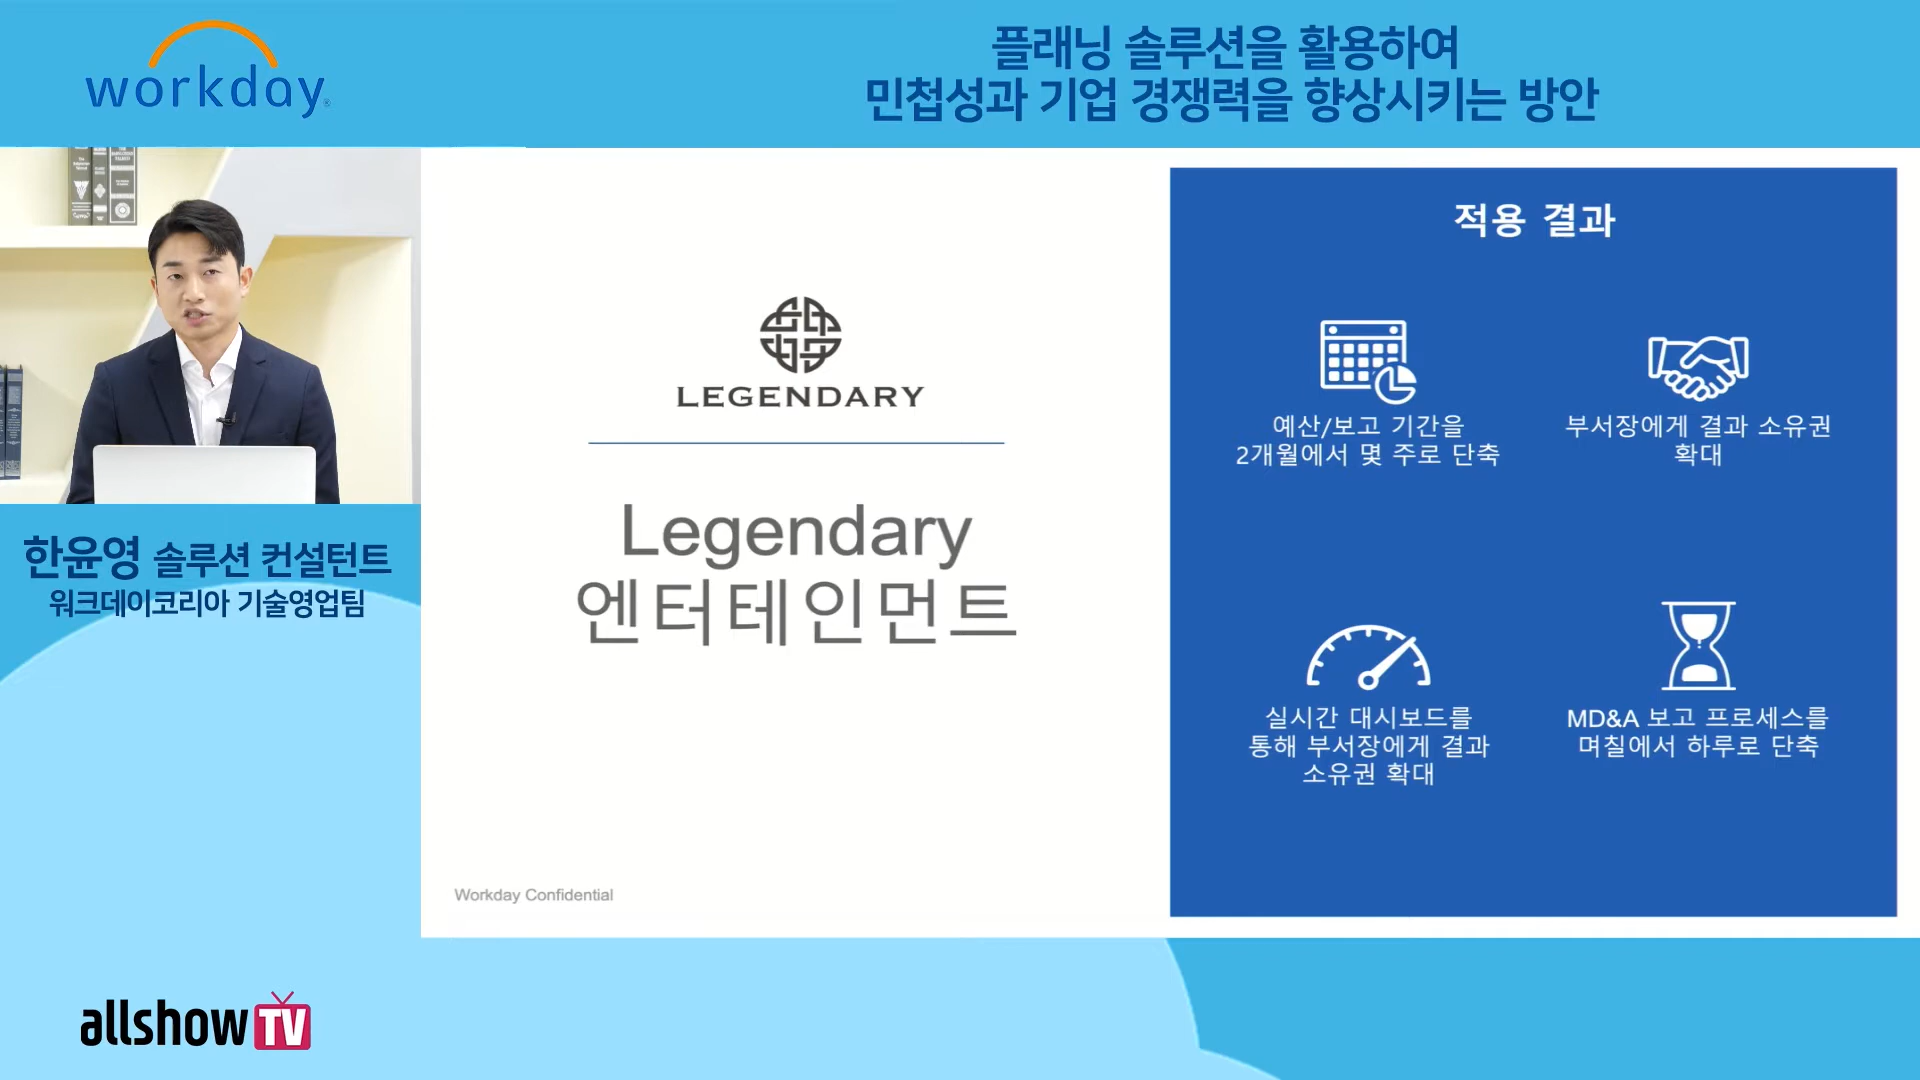 workday
플래닝 솔루션을 활용하여
민첩성과 기업 경쟁력을 향상시키는 방안
한윤영 솔루션 컨설턴트
워크데이코리아 기술영업팀
LEGENDARY
Legendary
엔터테인먼트
Workday Confidential
적용 결과
예산/보고 기간을
2개월에서 몇 주로 단축
부서장에게 결과 소유권
확대
실시간 대시보드를
통해 부서장에게 결과
소유권 확대
MD&A 보고 프로세스를
며칠에서 하루로 단축
allshow TV